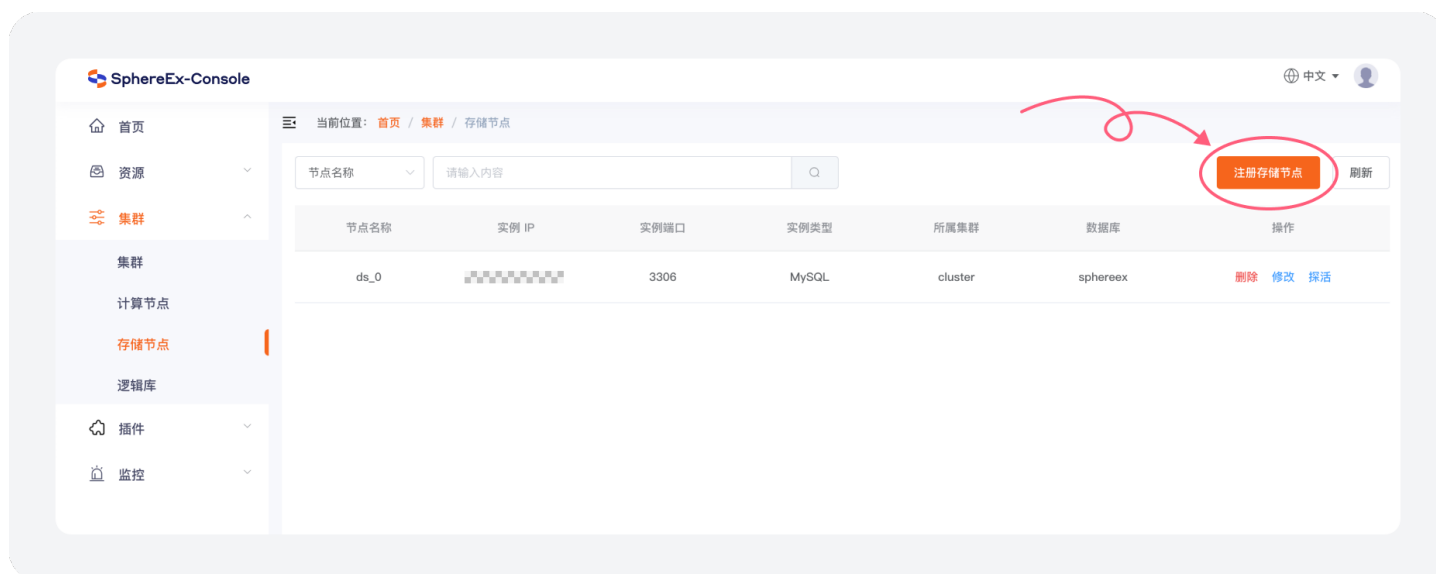 SphereEx-Console
中文
首页
资源
集群
集群
计算节点
存储节点
逻辑库
插件
监控
当前位置: 首页 / 集群 / 存储节点
节点名称 请输入内容 注册存储节点 刷新
节点名称 实例 IP 实例端口 实例类型 所属集群 数据库 操作
ds_0 3306 MySQL cluster sphereex 删除 修改 探活